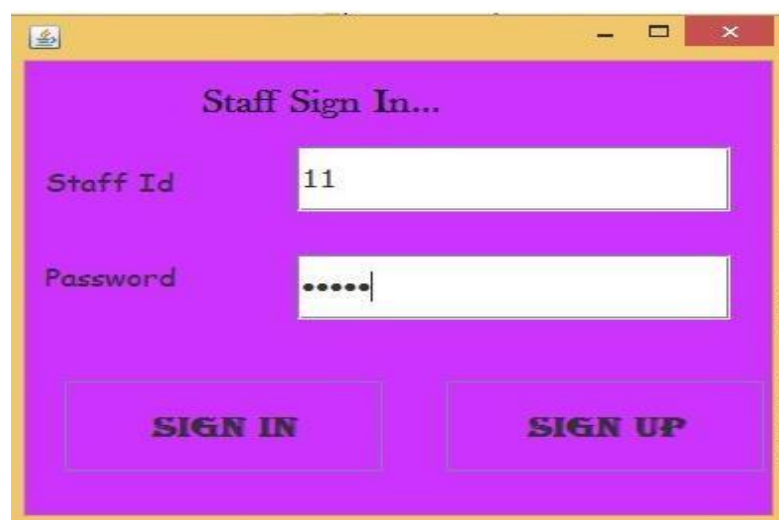 Staff Sign In...
Staff Id
11
Password
•••••
SIGN IN
SIGN UP